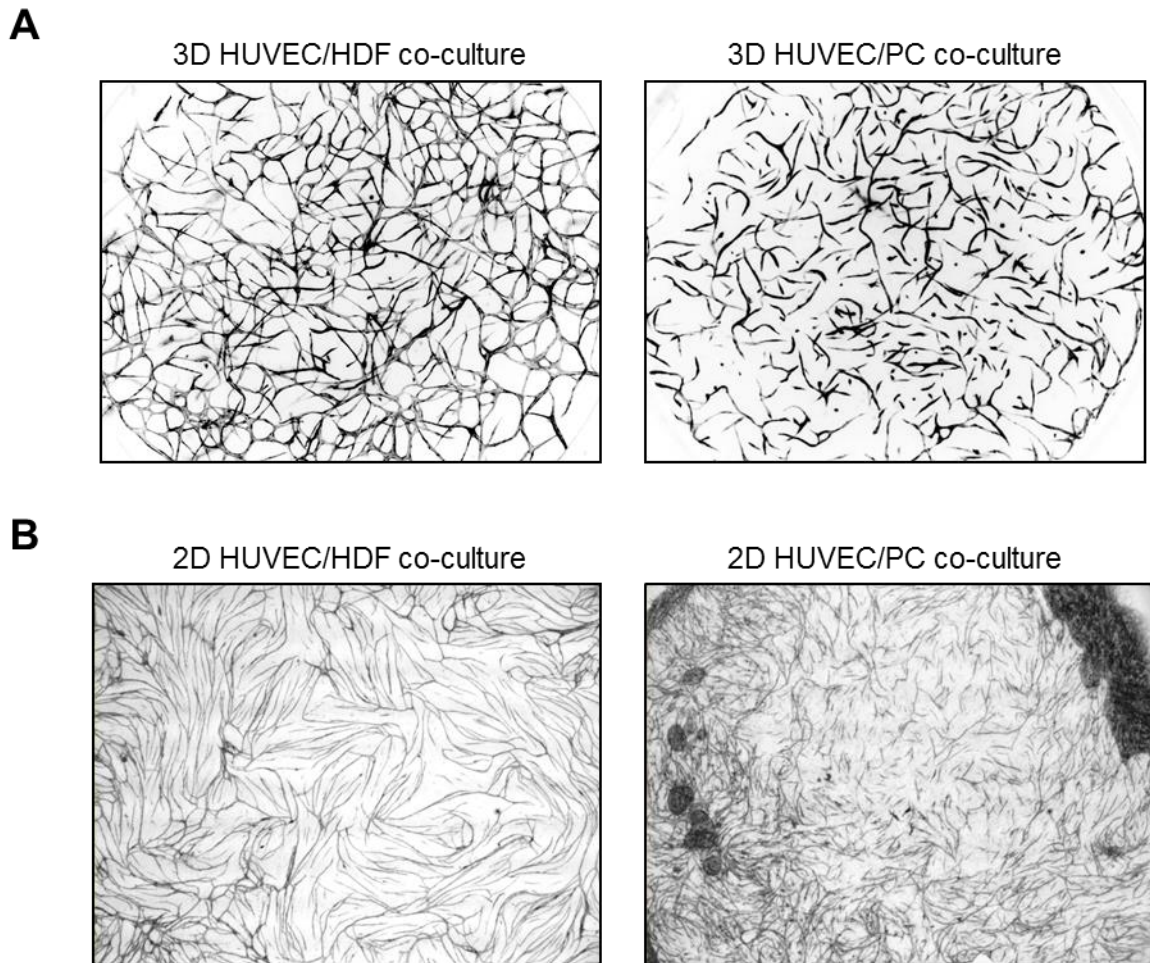 A
3D HUVEC/HDF co-culture
3D HUVEC/PC co-culture
B
2D HUVEC/HDF co-culture
2D HUVEC/PC co-culture